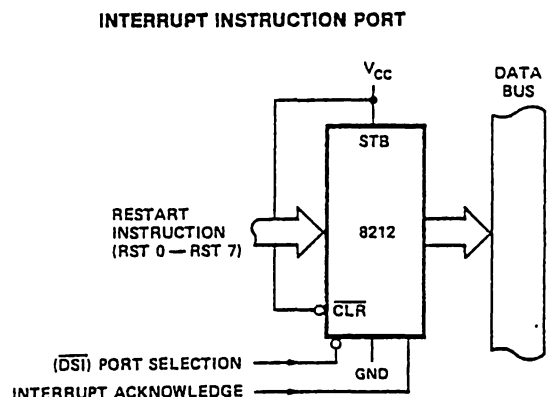 INTERRUPT INSTRUCTION PORT
VCC
DATA
BUS
STB
RESTART
INSTRUCTION
(RST 0 — RST 7)
8212
CLR
(DSI) PORT SELECTION
GND
INTERRUPT ACKNOWLEDGE